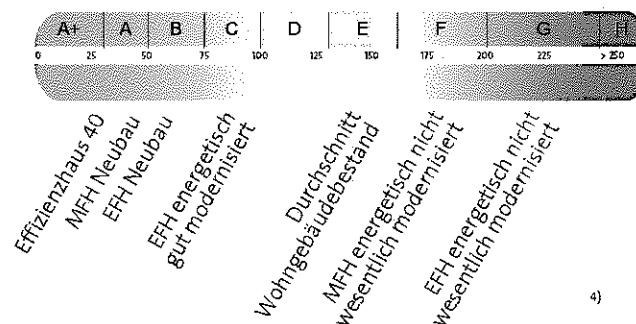 A+ A B C D E F G H
0 25 50 75 100 125 150 175 200 225 > 250
Effizienzhaus 40
MFH Neubau
EFH Neubau
EFH energetisch
gut modernisiert
Durchschnitt
Wohngebäudebestand
MFH energetisch nicht
wesentlich modernisiert
EFH energetisch nicht
wesentlich modernisiert
4)